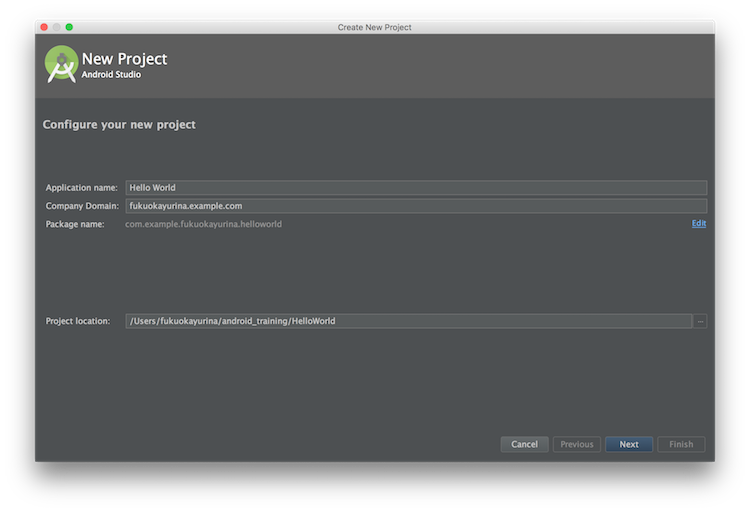 Create New Project
New Project
Android Studio
Configure your new project
Application name: Hello World
Company Domain: fukuokayurina.example.com
Package name: com.example.fukuokayurina.helloworld Edit
Project location: /Users/fukuokayurina/android_training/HelloWorld ...
Cancel Previous Next Finish